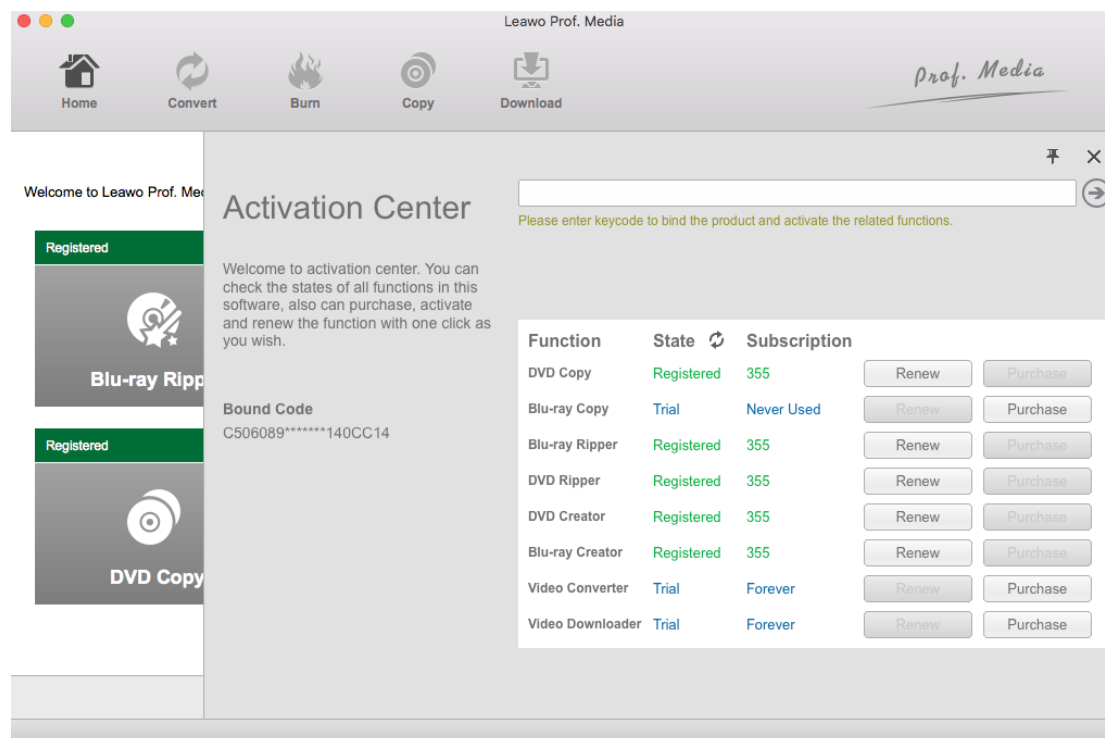 Leawo Prof. Media
Home
Convert
Burn
Copy
Download
Prof. Media
Welcome to Leawo Prof. Med
Registered
Blu-ray Ripp
Registered
DVD Copy
Activation Center
Welcome to activation center. You can
check the states of all functions in this
software, also can purchase, activate
and renew the function with one click as
you wish.
Bound Code
C506089*******140CC14
Please enter keycode to bind the product and activate the related functions.
Function State Subscription
DVD Copy Registered 355 Renew Purchase
Blu-ray Copy Trial Never Used Renew Purchase
Blu-ray Ripper Registered 355 Renew Purchase
DVD Ripper Registered 355 Renew Purchase
DVD Creator Registered 355 Renew Purchase
Blu-ray Creator Registered 355 Renew Purchase
Video Converter Trial Forever Renew Purchase
Video Downloader Trial Forever Renew Purchase